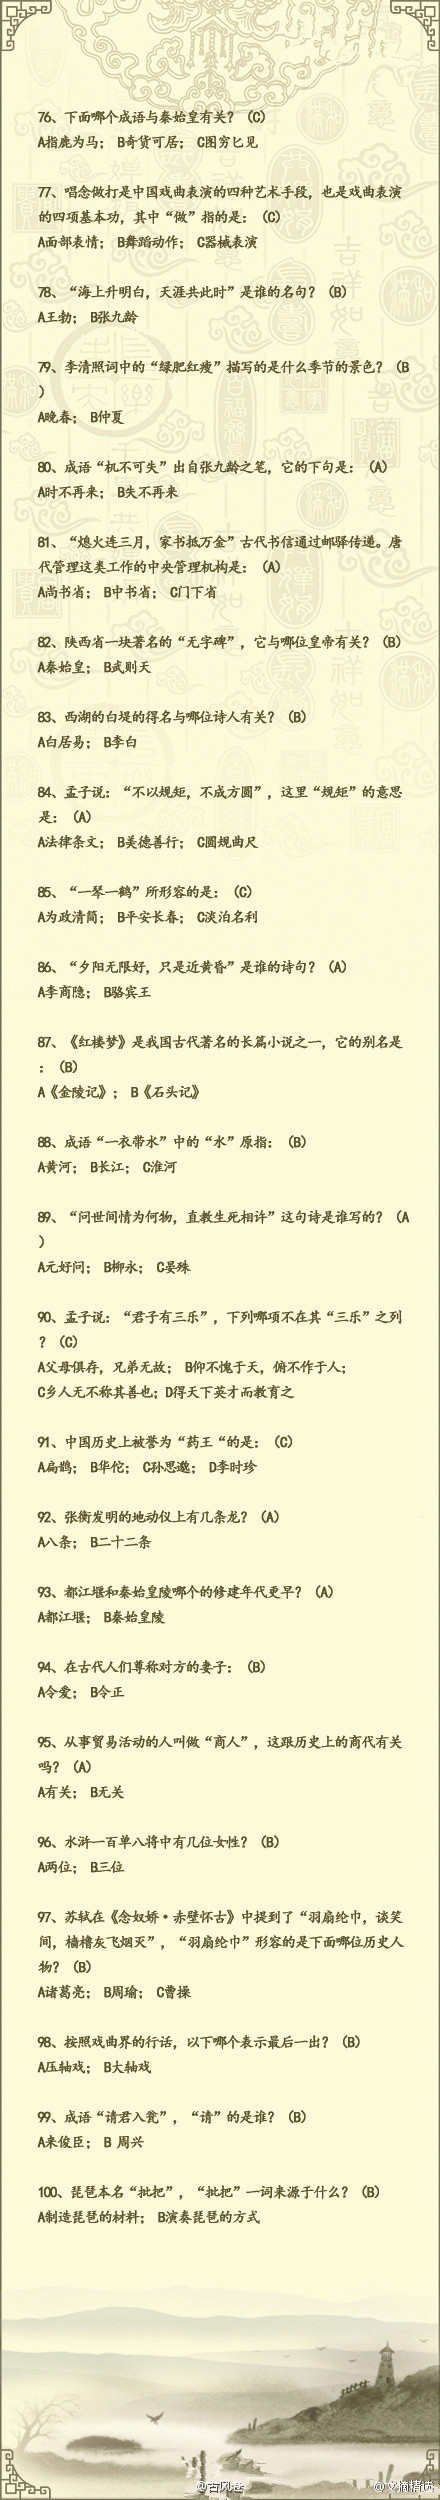 76、下面哪个成语与秦始皇有关？（C）
A指鹿为马； B奇货可居； C图穷匕见
77、唱念做打是中国戏曲表演的四种艺术手段，也是戏曲表演
的四项基本功，其中“做”指的是：（C）
A面部表情； B舞蹈动作； C器械表演
78、“海上升明白，天涯共此时”是谁的名句？（B）
A王勃； B张九龄
79、李清照词中的“绿肥红瘦”描写的是什么季节的景色？（B
）
A晚春； B仲夏
80、成语“机不可失”出自张九龄之笔，它的下句是：（A）
A时不再来； B失不再来
81、“熄火连三月，家书抵万金”古代书信通过邮驿传递。唐
代管理这类工作的中央管理机构是：（A）
A尚书省； B中书省； C门下省
82、陕西省一块著名的“无字碑”，它与哪位皇帝有关？（B）
A秦始皇； B武则天
83、西湖的白堤的得名与哪位诗人有关？（B）
A白居易； B李白
84、孟子说：“不以规矩，不成方圆”，这里“规矩”的意思
是：（A）
A法律条文； B美德善行； C圆规曲尺
85、“一琴一鹤”所形容的是：（C）
A为政清简； B平安长春； C淡泊名利
86、“夕阳无限好，只是近黄昏”是谁的诗句？（A）
A李商隐； B骆宾王
87、《红楼梦》是我国古代著名的长篇小说之一，它的别名是
：（B）
A《金陵记》； B《石头记》
88、成语“一衣带水”中的“水”原指：（B）
A黄河； B长江； C淮河
89、“问世间情为何物，直教生死相许”这句诗是谁写的？（A
）
A元好问； B柳永； C晏殊
90、孟子说：“君子有三乐”，下列哪项不在其“三乐”之列
？（C）
A父母俱存，兄弟无故； B仰不愧于天，俯不作于人；
C乡人无不称其善也；D得天下英才而教育之
91、中国历史上被誉为“药王“的是：（C）
A扁鹊； B华佗； C孙思邈； D李时珍
92、张衡发明的地动仪上有几条龙？（A）
A八条； B二十二条
93、都江堰和秦始皇陵哪个的修建年代更早？（A）
A都江堰； B秦始皇陵
94、在古代人们尊称对方的妻子：（B）
A令爱； B令正
95、从事贸易活动的人叫做“商人”，这跟历史上的商代有关
吗？（A）
A有关； B无关
96、水浒一百单八将中有几位女性？（B）
A两位； B三位
97、苏轼在《念奴娇·赤壁怀古》中提到了“羽扇纶巾，谈笑
间，樯橹灰飞烟灭”，“羽扇纶巾”形容的是下面哪位历史人
物？（B）
A诸葛亮； B周瑜； C曹操
98、按照戏曲界的行话，以下哪个表示最后一出？（B）
A压轴戏； B大轴戏
99、成语“请君入瓮”，“请”的是谁？（B）
A来俊臣； B 周兴
100、琵琶本名“批把”，“批把”一词来源于什么？（B）
A制造琵琶的材料； B演奏琵琶的方式
@古风巷
@文摘精选